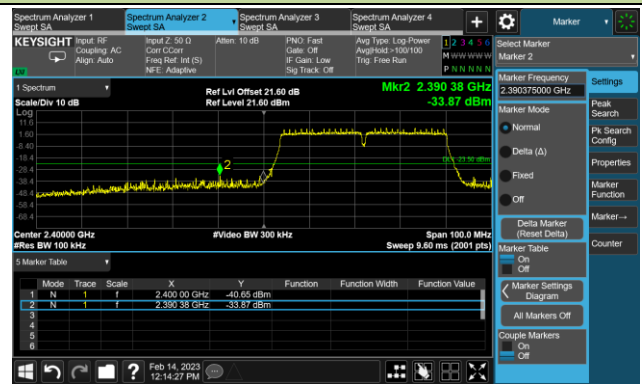 Spectrum Analyzer 1
Swept SA
Spectrum Analyzer 2
Swept SA
Spectrum Analyzer 3
Swept SA
Spectrum Analyzer 4
Swept SA
+
Marker
KEYSIGHT
Input: RF
Coupling: AC
Align: Auto
Input Z: 50 Ω
Corr CCorr
Freq Ref: Int (S)
NFE: Adaptive
Atten: 10 dB
PNO: Fast
Gate: Off
IF Gain: Low
Sig Track: Off
Avg Type: Log-Power
Avg|Hold:>100/100
Trig: Free Run
1 2 3 4 5 6
M W W W W W
P N N N N N
LXI
1 Spectrum
Scale/Div 10 dB
Ref Lvl Offset 21.60 dB
Ref Level 21.60 dBm
Mkr2 2.390 38 GHz
-33.87 dBm
Log
11.6
1.60
-8.40
-18.4
-28.4
-38.4
-48.4
-58.4
-68.4
2
DL1 -23.50 dBm
Center 2.40000 GHz
#Res BW 100 kHz
#Video BW 300 kHz
Span 100.0 MHz
Sweep 9.60 ms (2001 pts)
5 Marker Table
Mode Trace Scale X Y Function Function Width Function Value
1 N 1 f 2.400 00 GHz -40.65 dBm
2 N 1 f 2.390 38 GHz -33.87 dBm
3
4
5
6
Feb 14, 2023
12:14:27 PM
Select Marker
Marker 2
Marker Frequency
2.390375000 GHz
Marker Mode
Normal
Delta (Δ)
Fixed
Off
Delta Marker
(Reset Delta)
Marker Table
On
Off
Marker Settings
Diagram
All Markers Off
Couple Markers
On
Off
Settings
Peak
Search
Pk Search
Config
Properties
Marker
Function
Marker→
Counter